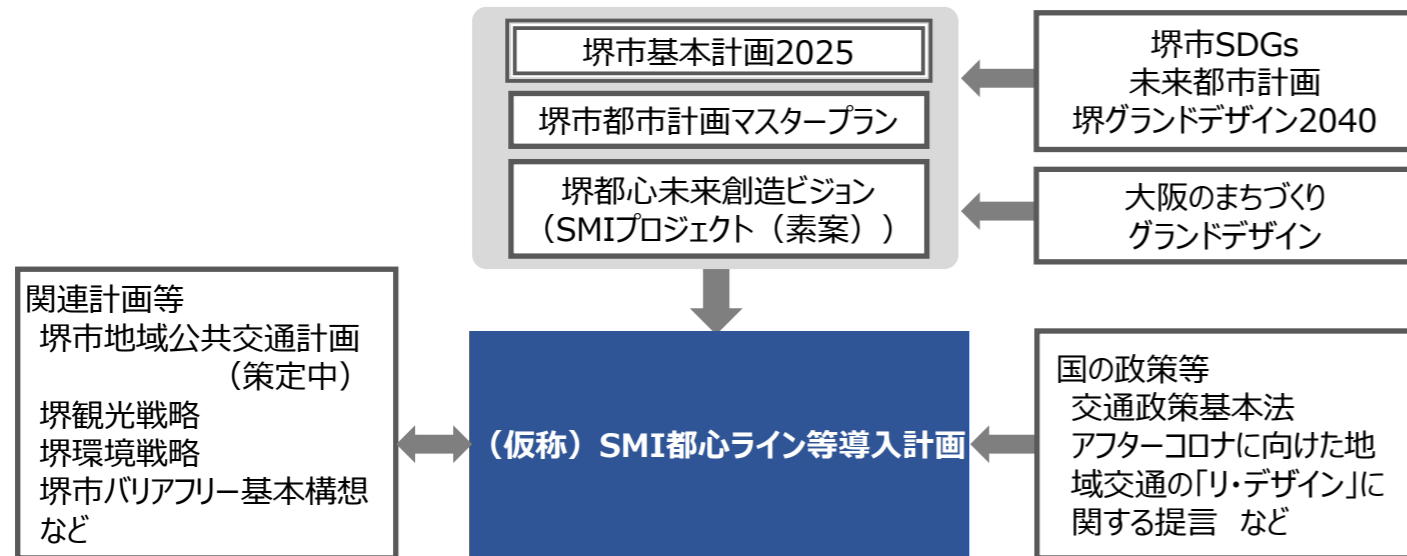 堺市基本計画2025
堺市都市計画マスタープラン
堺都心未来創造ビジョン
（SMIプロジェクト（素案））
堺市SDGs
未来都市計画
堺グランドデザイン2040
大阪のまちづくり
グランドデザイン
関連計画等
堺市地域公共交通計画
（策定中）
堺観光戦略
堺環境戦略
堺市バリアフリー基本構想
など
（仮称）SMI都心ライン等導入計画
国の政策等
交通政策基本法
アフターコロナに向けた地
域交通の「リ・デザイン」に
関する提言　など